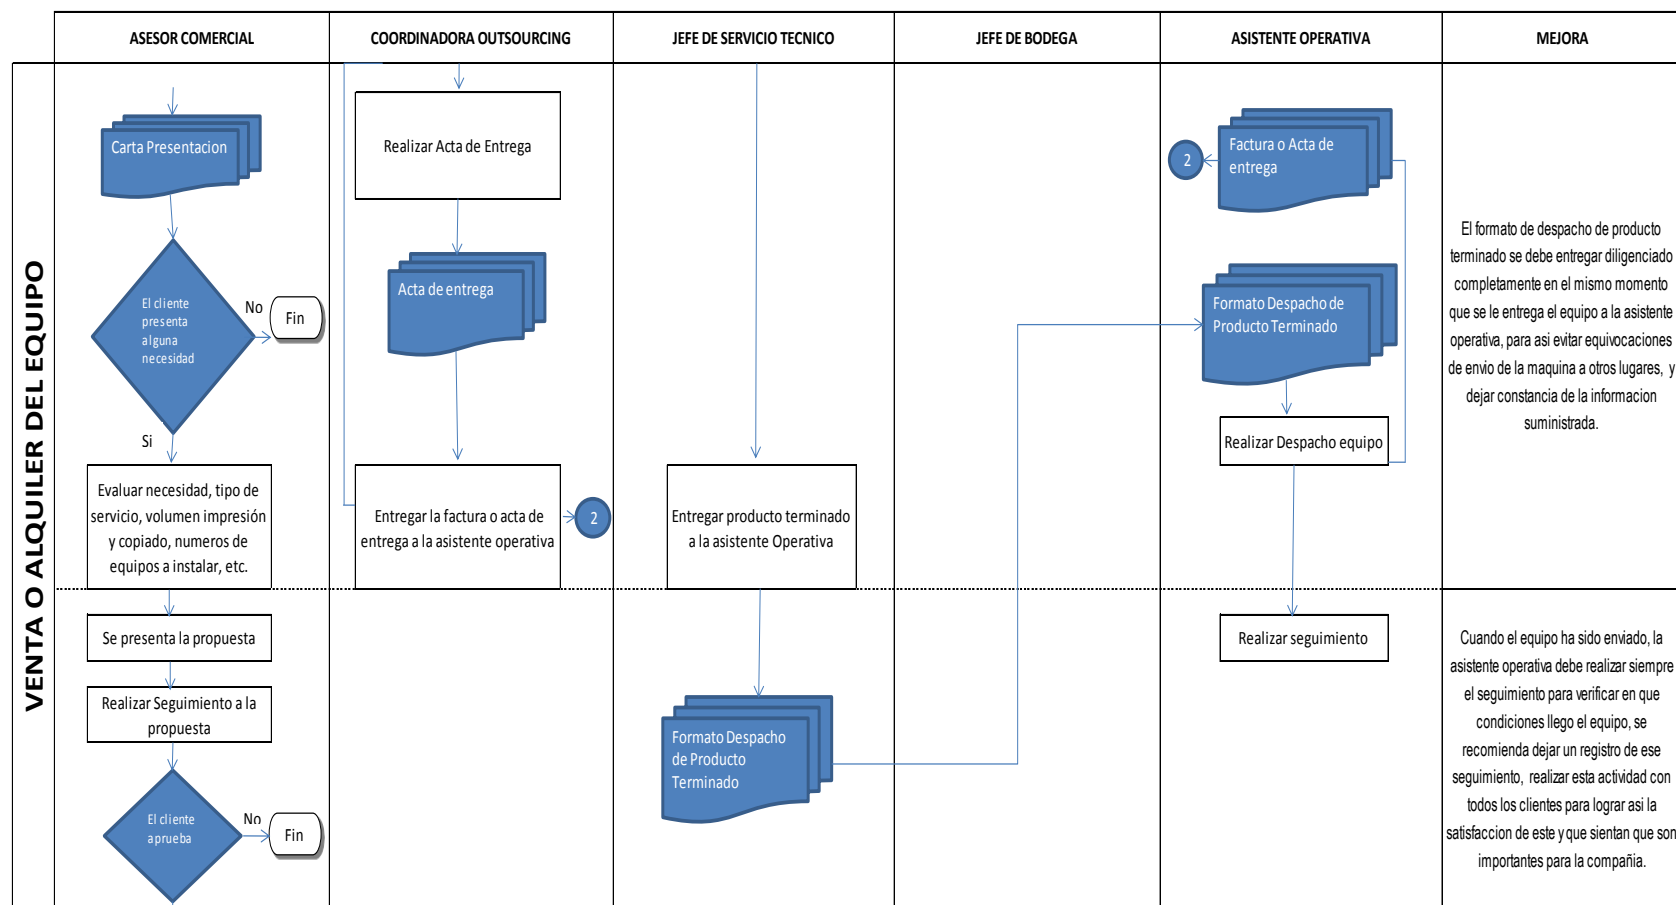 ASESOR COMERCIAL
COORDINADORA OUTSOURCING
JEFE DE SERVICIO TECNICO
JEFE DE BODEGA
ASISTENTE OPERATIVA
MEJORA
VENTA O ALQUILER DEL EQUIPO
Carta Presentacion
El cliente
presenta
alguna
necesidad
No
Fin
Si
Evaluar necesidad, tipo de
servicio, volumen impresión
y copiado, numeros de
equipos a instalar, etc.
Se presenta la propuesta
Realizar Seguimiento a la
propuesta
El cliente
aprueba
No
Fin
Realizar Acta de Entrega
Acta de entrega
Entregar la factura o acta de
entrega a la asistente operativa
2
Entregar producto terminado
a la asistente Operativa
Formato Despacho
de Producto
Terminado
2
Factura o Acta de
entrega
Formato Despacho de
Producto Terminado
Realizar Despacho equipo
Realizar seguimiento
El formato de despacho de producto
terminado se debe entregar diligenciado
completamente en el mismo momento
que se le entrega el equipo a la asistente
operativa, para asi evitar equivocaciones
de envio de la maquina a otros lugares, y
dejar constancia de la informacion
suministrada.
Cuando el equipo ha sido enviado, la
asistente operativa debe realizar siempre
el seguimiento para verificar en que
condiciones llego el equipo, se
recomienda dejar un registro de ese
seguimiento, realizar esta actividad con
todos los clientes para lograr asi la
satisfaccion de este y que sientan que son
importantes para la compañia.